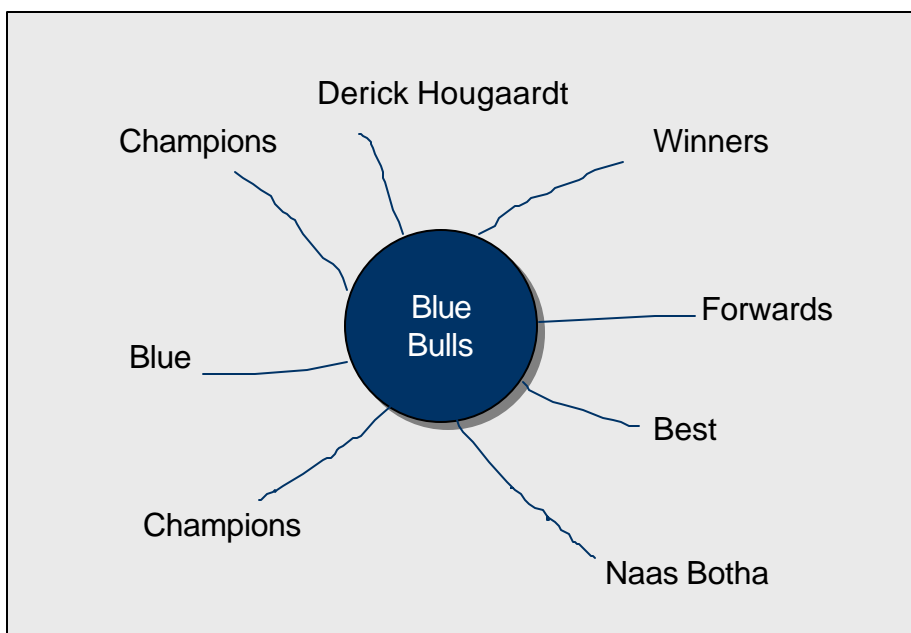 Derick Hougaardt
Champions
Winners
Blue
Bulls
Forwards
Blue
Best
Champions
Naas Botha